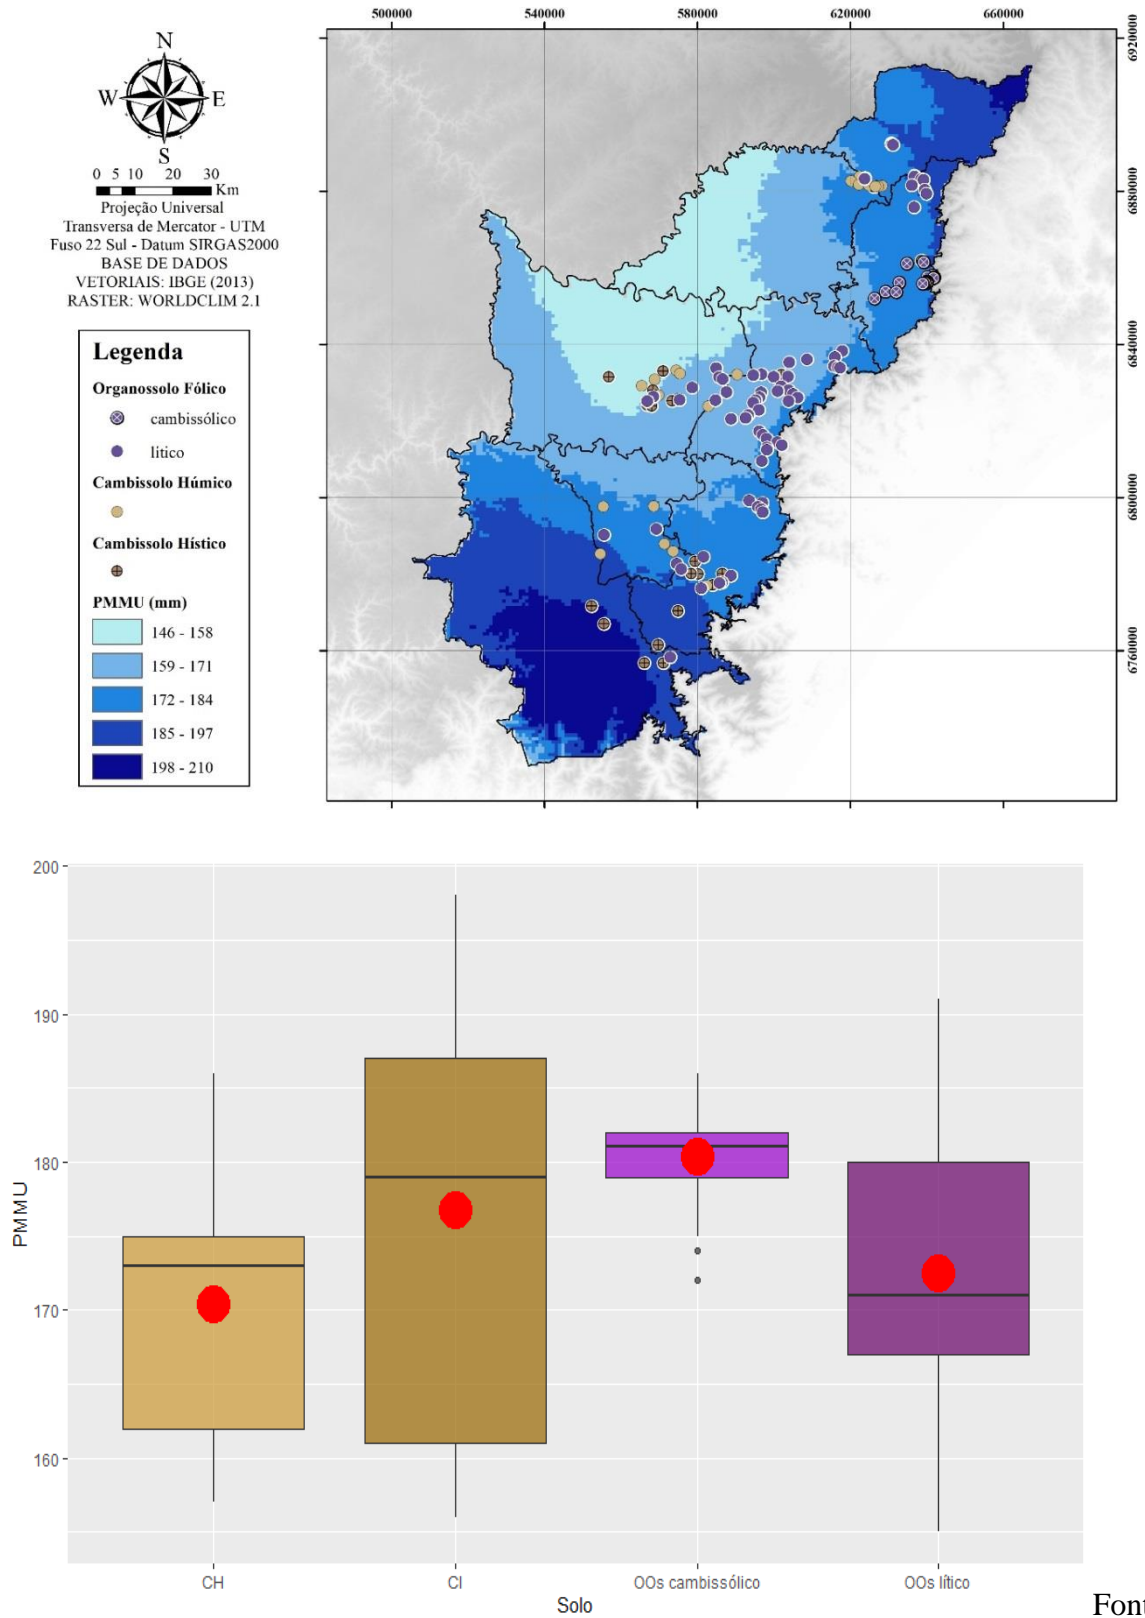 500000 540000 580000 620000 660000
6920000
6880000
6840000
6800000
6760000
N
W E
S
0 5 10 20 30
Km
Projeção Universal
Transversa de Mercator - UTM
Fuso 22 Sul - Datum SIRGAS2000
BASE DE DADOS
VETORIAIS: IBGE (2013)
RASTER: WORLDCLIM 2.1
Legenda
Organossolo Fólico
cambissólico
lítico
Cambissolo Húmico
Cambissolo Hístico
PMMU (mm)
146 - 158
159 - 171
172 - 184
185 - 197
198 - 210
200
190
180
170
160
PMMU
CH CI OOs cambissólico OOs lítico
Solo
Font